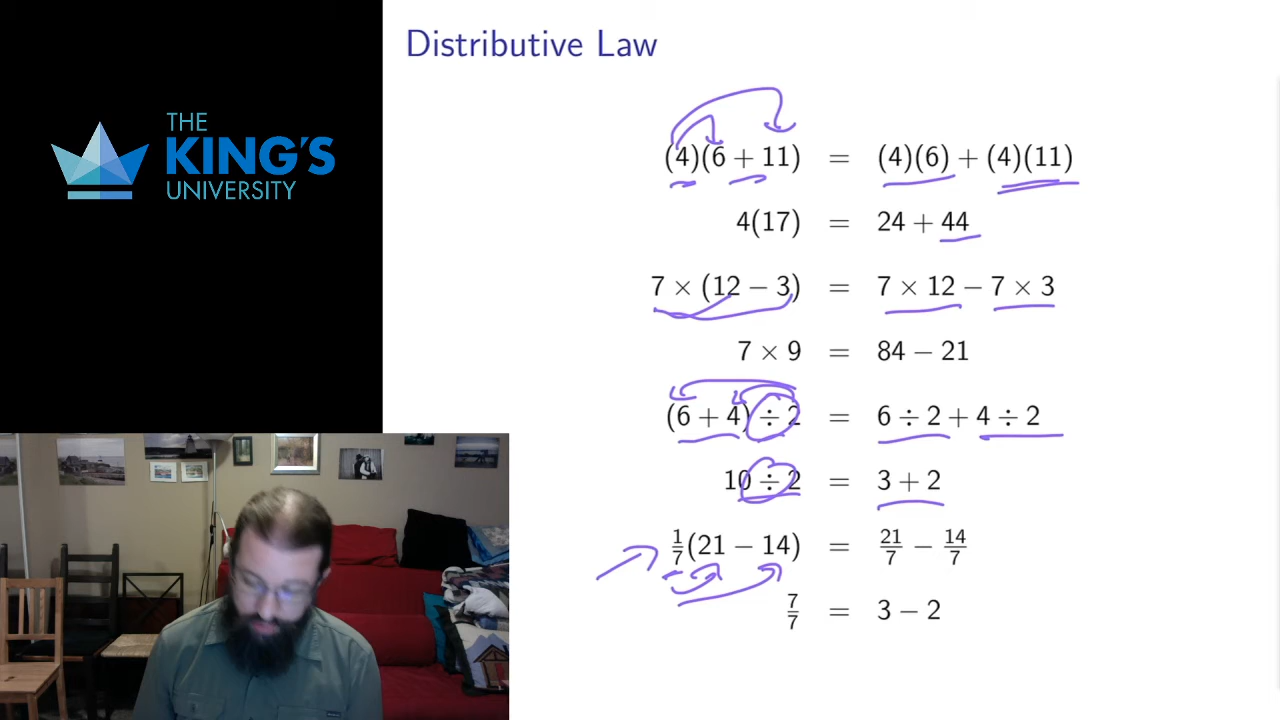 THE
KING'S
UNIVERSITY
Distributive Law
(4)(6 + 11) = (4)(6) + (4)(11)
4(17) = 24 + 44
7 × (12 − 3) = 7 × 12 − 7 × 3
7 × 9 = 84 − 21
(6 + 4) ÷ 2 = 6 ÷ 2 + 4 ÷ 2
10 ÷ 2 = 3 + 2
1/7(21 − 14) = 21/7 − 14/7
7/7 = 3 − 2